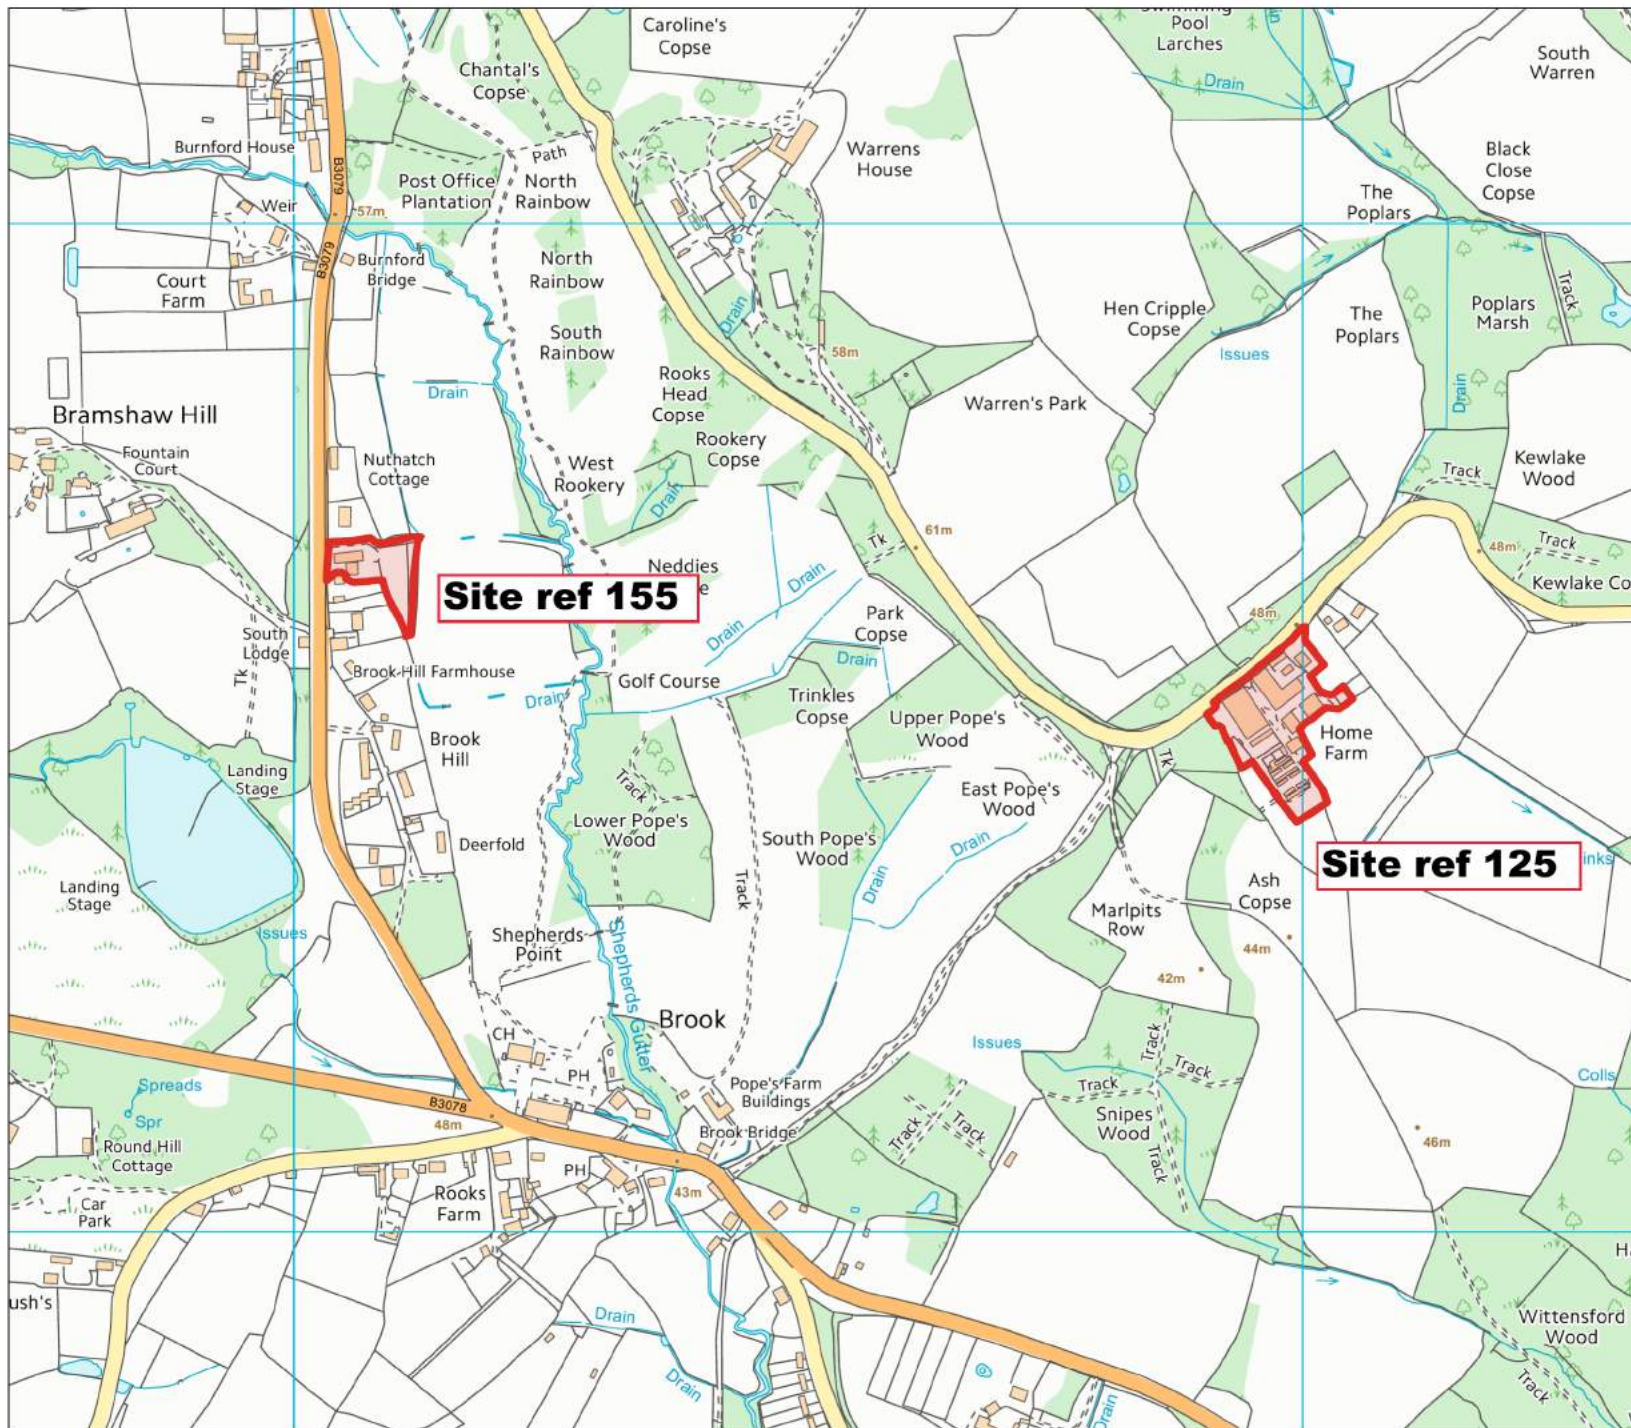 Caroline's
Copse
Pool
Larches
Drain
South
Warren
Chantal's
Copse
Burnford House
B3079
Path
Post Office
Plantation
North
Rainbow
Warrens
House
Black
Close
Copse
The
Poplars
Weir
57m
B3079
Burnford
Bridge
Court
Farm
North
Rainbow
South
Rainbow
Drain
58m
Hen Cripple
Copse
Issues
The
Poplars
Poplars
Marsh
Track
Drain
Drain
Rooks
Head
Copse
Warren's Park
Bramshaw Hill
Fountain
Court
Nuthatch
Cottage
West
Rookery
Rookery
Copse
Drain
Track
Kewlake
Wood
61m
Tk
48m
Track
Kewlake Co
Neddies
e
Site ref 155
Drain
Drain
Park
Copse
Drain
48m
South
Lodge
Tk
Brook Hill Farmhouse
Drain
Golf Course
Trinkles
Copse
Upper Pope's
Wood
Home
Farm
Tk
Brook
Hill
Landing
Stage
Track
East Pope's
Wood
Lower Pope's
Wood
South Pope's
Wood
Drain
Deerfold
Site ref 125
inks
Landing
Stage
Track
Drain
Ash
Copse
Marlpits
Row
Issues
Shepherds
Point
Shepherds Gutter
44m
42m
Brook
CH
PH
Issues
Track
Track
Track
Colls
Spreads
Spr
B3078
48m
Pope's Farm
Buildings
Brook Bridge
Track
Track
Snipes
Wood
Track
46m
Round Hill
Cottage
Car
Park
Rooks
Farm
PH
43m
H
ush's
Drain
Drain
Drain
Wittensford
Wood
Track